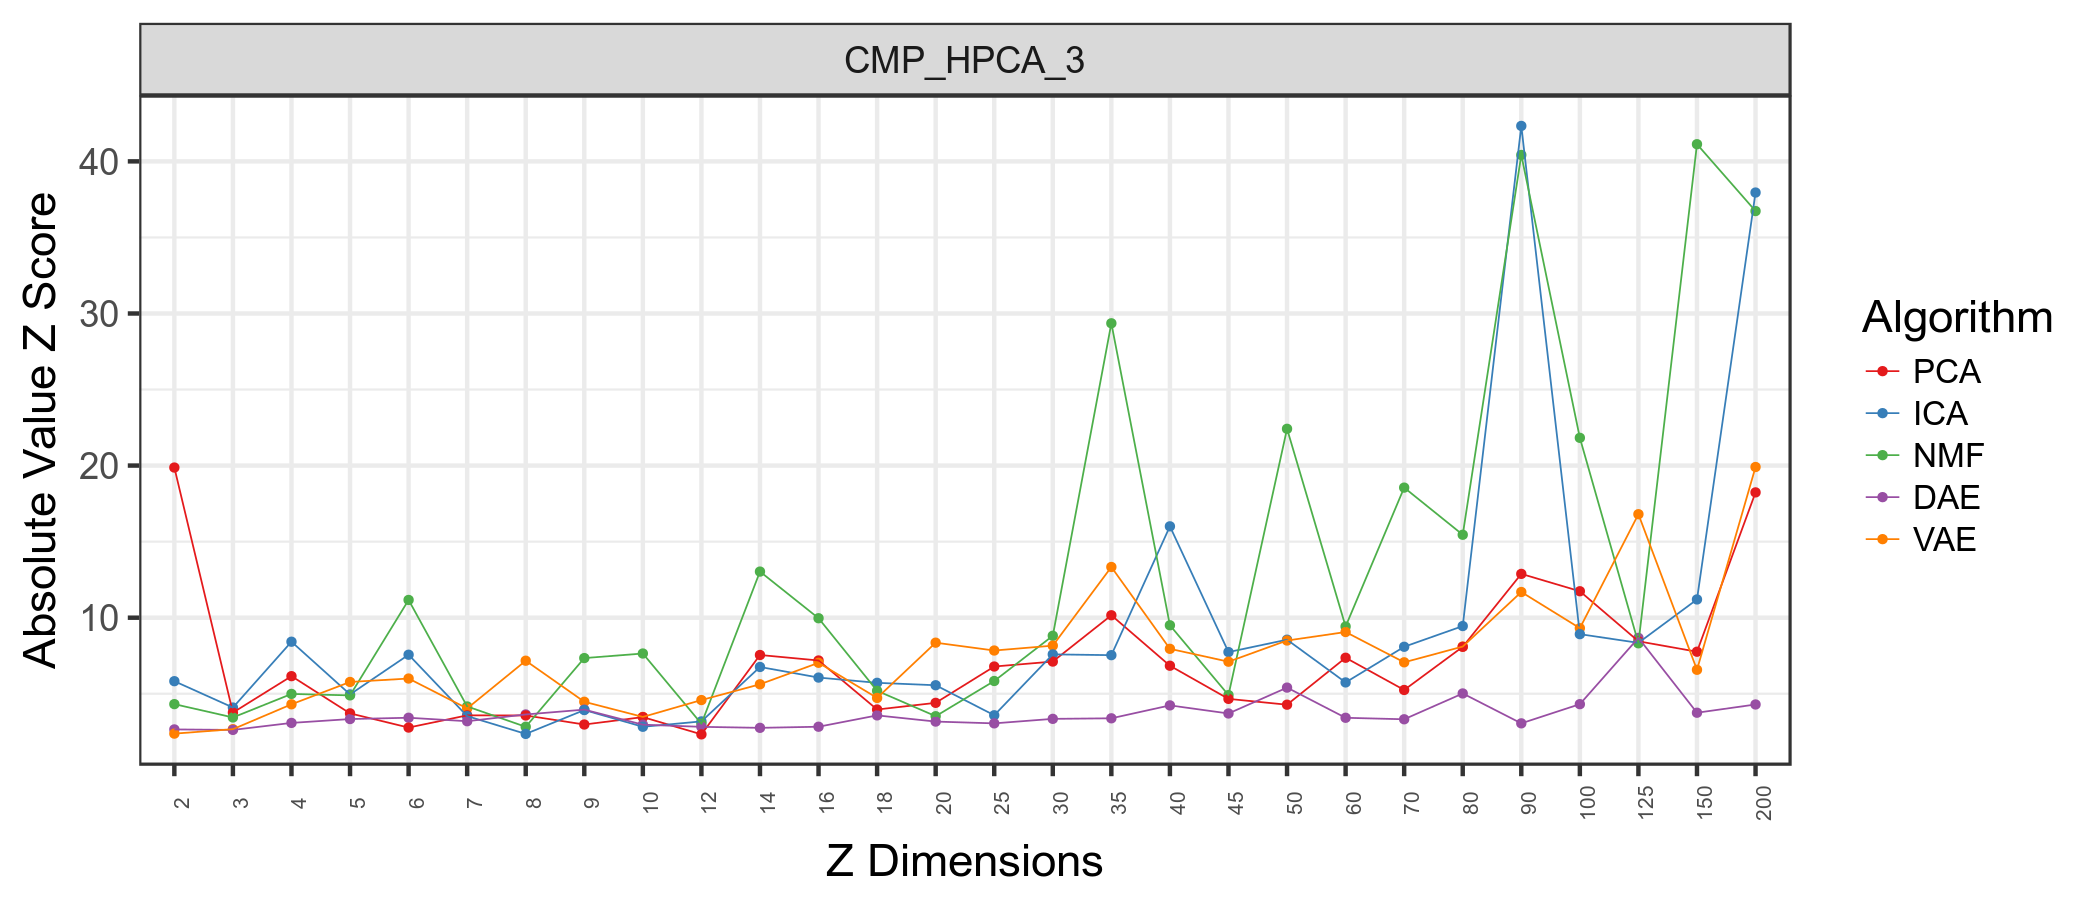 CMP_HPCA_3
Absolute Value Z Score
40
30
20
10
2 3 4 5 6 7 8 9 10 12 14 16 18 20 25 30 35 40 45 50 60 70 80 90 100 125 150 200
Z Dimensions
Algorithm
PCA
ICA
NMF
DAE
VAE